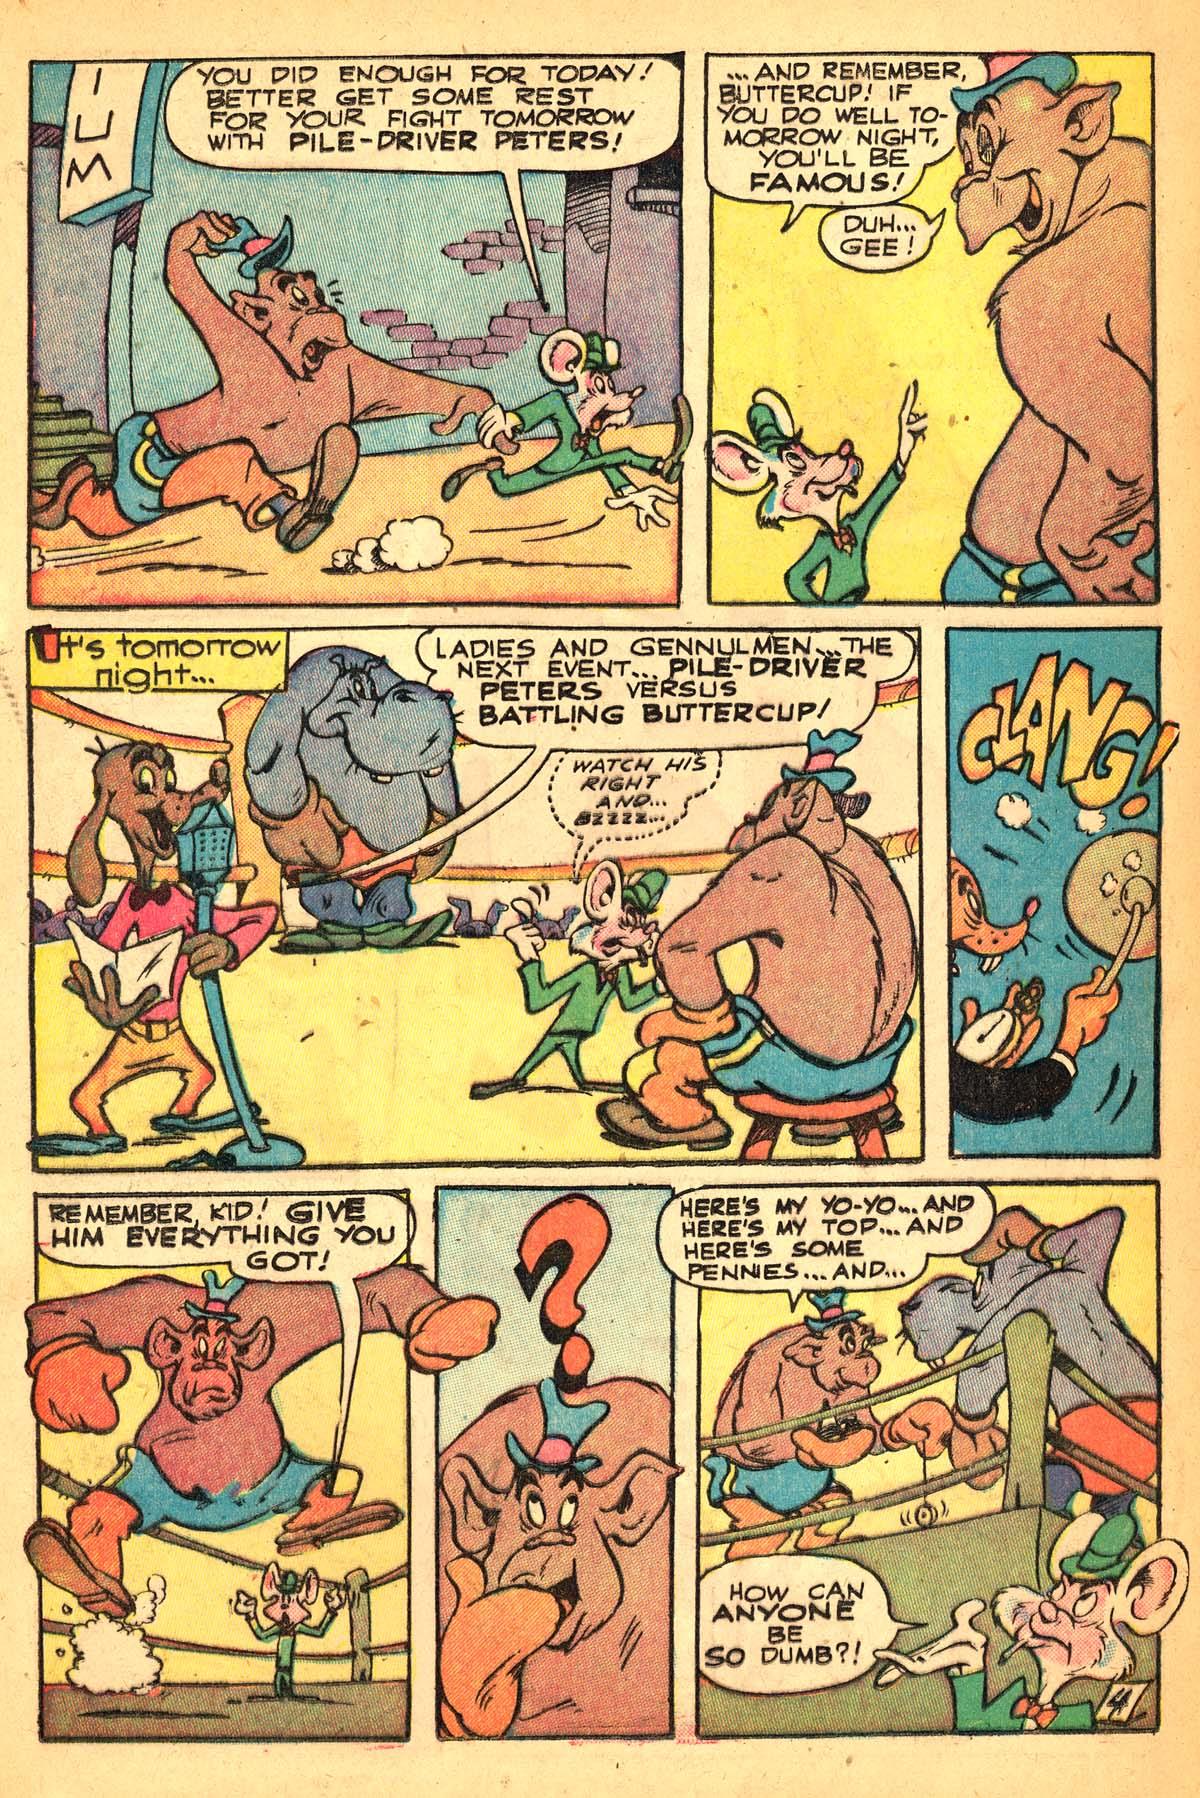 IUM
YOU DID ENOUGH FOR TODAY!
BETTER GET SOME REST
FOR YOUR FIGHT TOMORROW
WITH PILE-DRIVER PETERS!
...AND REMEMBER,
BUTTERCUP! IF
YOU DO WELL TO-
MORROW NIGHT,
YOU'LL BE
FAMOUS!
DUH...
GEE!
It's tomorrow
night...
LADIES AND GENNULMEN...THE
NEXT EVENT... PILE-DRIVER
PETERS VERSUS
BATTLING BUTTERCUP!
WATCH HIS
RIGHT
AND...
BZZZZ...
CLANG!
REMEMBER, KID! GIVE
HIM EVERYTHING YOU
GOT!
?
HERE'S MY YO-YO...AND
HERE'S MY TOP...AND
HERE'S SOME
PENNIES...AND...
HOW CAN
ANYONE
BE
SO DUMB?!
4